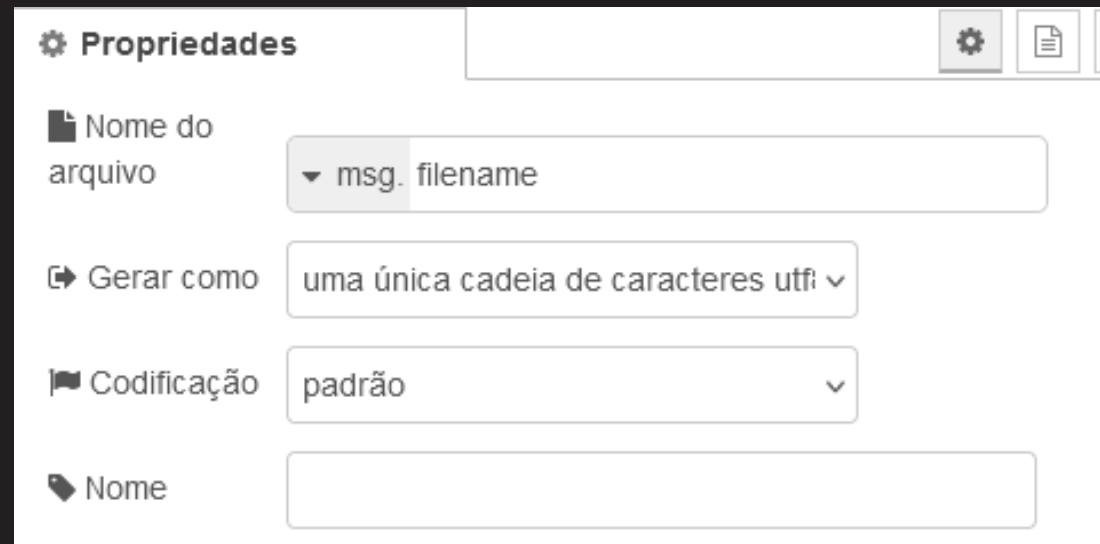 Propriedades
Nome do
arquivo
msg. filename
Gerar como
uma única cadeia de caracteres utf
Codificação
padrão
Nome